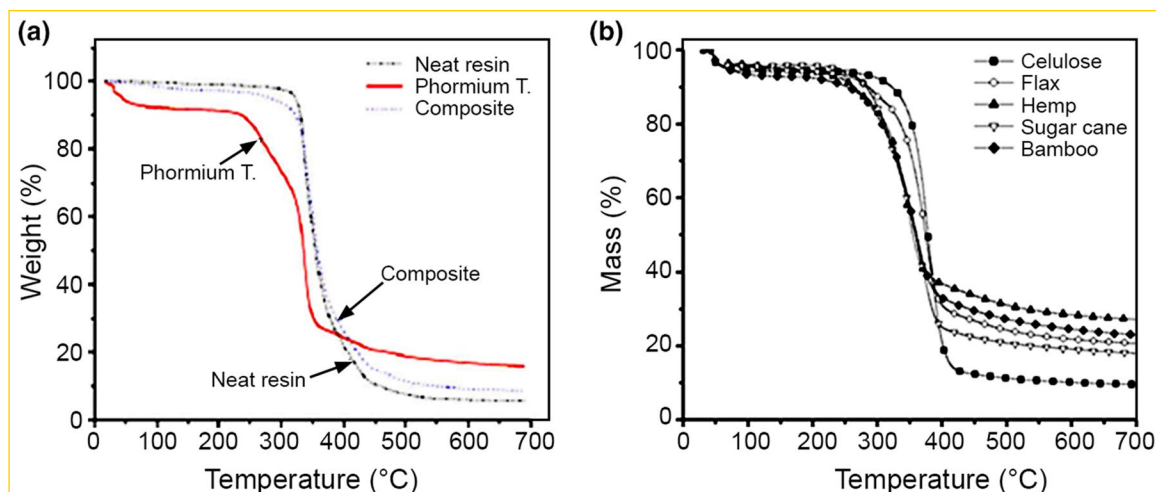 (a)
Neat resin
Phormium T.
Composite
Phormium T.
Composite
Neat resin
Weight (%)
100
80
60
40
20
0
0 100 200 300 400 500 600 700
Temperature (°C)
(b)
Celulose
Flax
Hemp
Sugar cane
Bamboo
Mass (%)
100
80
60
40
20
0
0 100 200 300 400 500 600 700
Temperature (°C)